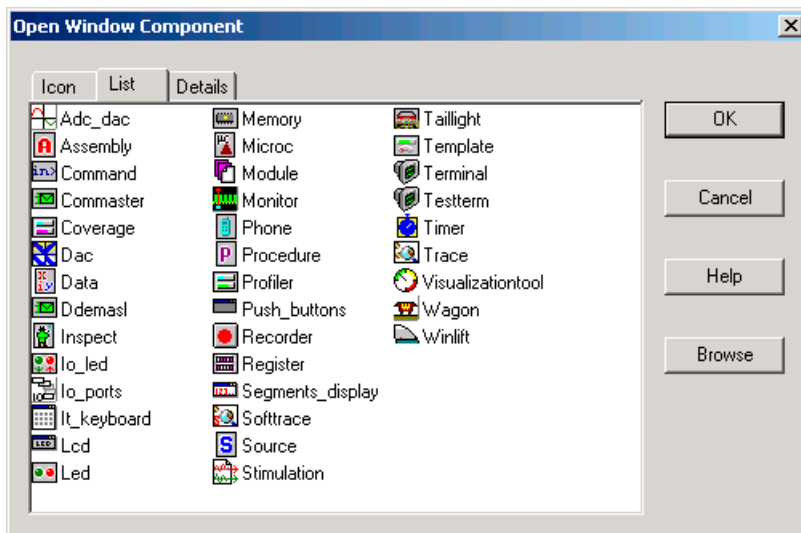 Open Window Component
Icon List Details
Adc_dac
Assembly
Command
Commaster
Coverage
Dac
Data
Ddemasl
Inspect
Io_led
Io_ports
It_keyboard
Lcd
Led
Memory
Microc
Module
Monitor
Phone
Procedure
Profiler
Push_buttons
Recorder
Register
Segments_display
Softtrace
Source
Stimulation
Taillight
Template
Terminal
Testterm
Timer
Trace
Visualizationtool
Wagon
Winlift
OK
Cancel
Help
Browse